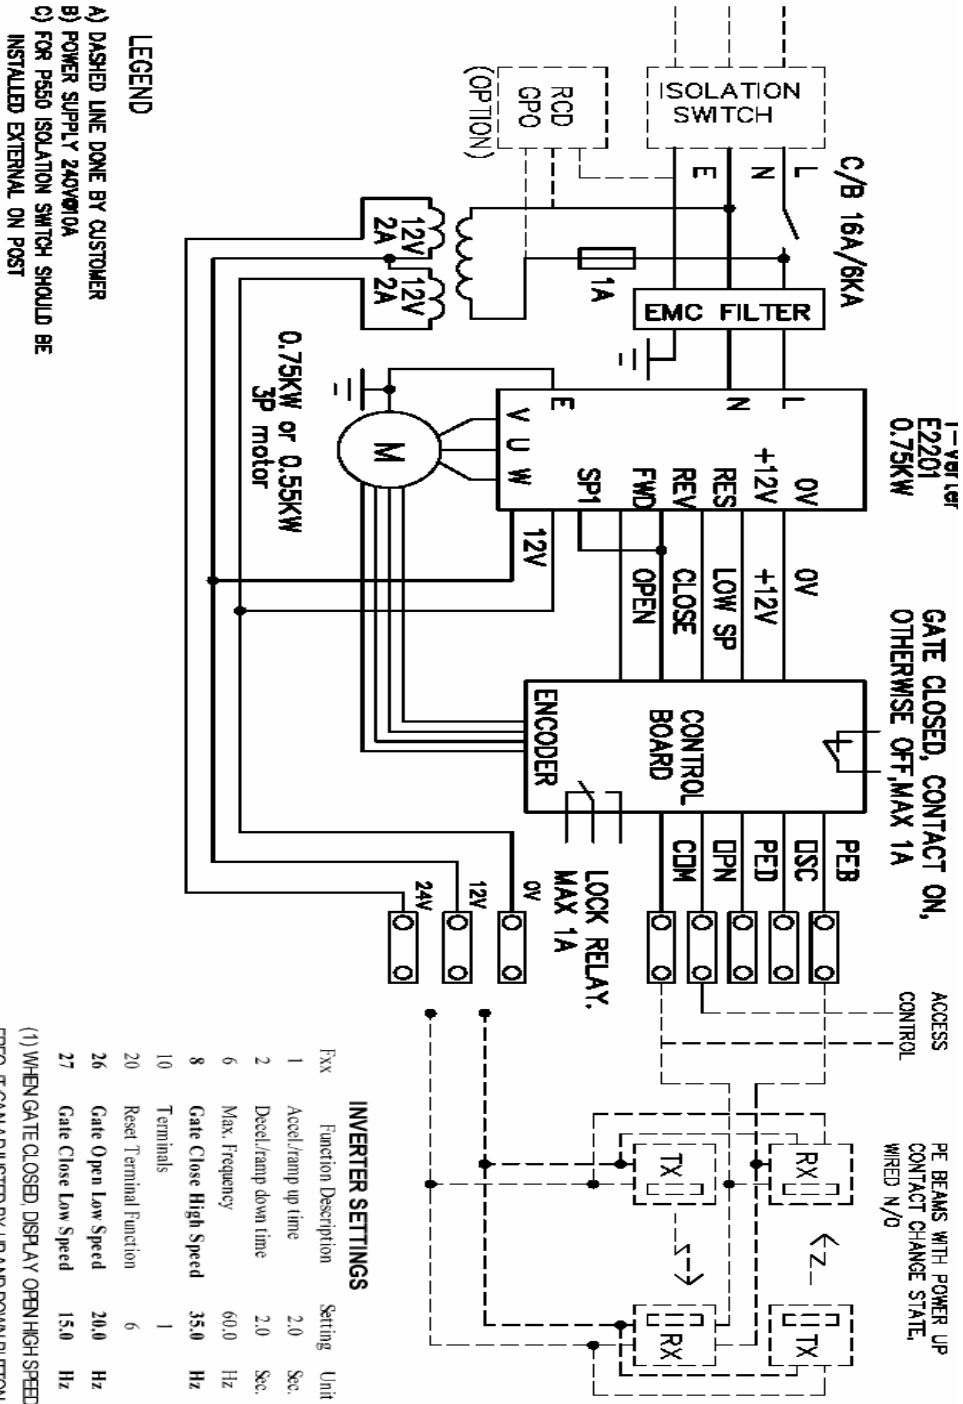 LEGEND
A) DASHED LINE DONE BY CUSTOMER
B) POWER SUPPLY 240V@10A
C) FOR P550 ISOLATION SWITCH SHOULD BE
INSTALLED EXTERNAL ON POST
ISOLATION
SWITCH
RCD
GPO
(OPTION)
L
N
E
C/B 16A/6KA
1A
EMC FILTER
12V
2A
12V
2A
E2201
0.75KW
L
N
E
V
U
W
0V
+12V
RES
REV
FWD
SP1
M
0.75KW or 0.55KW
3P motor
12V
0V
+12V
LOW SP
CLOSE
OPEN
GATE CLOSED, CONTACT ON,
OTHERWISE OFF,MAX 1A
CONTROL
BOARD
ENCODER
LOCK RELAY.
MAX 1A
PEB
OSC
PED
OPN
COM
0V
12V
24V
ACCESS
CONTROL
PE BEAMS WITH POWER UP
CONTACT CHANGE STATE.
WIRED N/O
RX
TX
TX
RX
INVERTER SETTINGS
Fxx Function Description Setting Unit
1 Accel./ramp up time 2.0 Sec.
2 Decel./ramp down time 2.0 Sec.
6 Max. Frequency 60.0 Hz
8 Gate Close High Speed 35.0 Hz
10 Terminals 1
20 Reset Terminal Function 6
26 Gate Open Low Speed 20.0 Hz
27 Gate Close Low Speed 15.0 Hz
(1) WHEN GATE CLOSED, DISPLAY OPEN HIGH SPEED